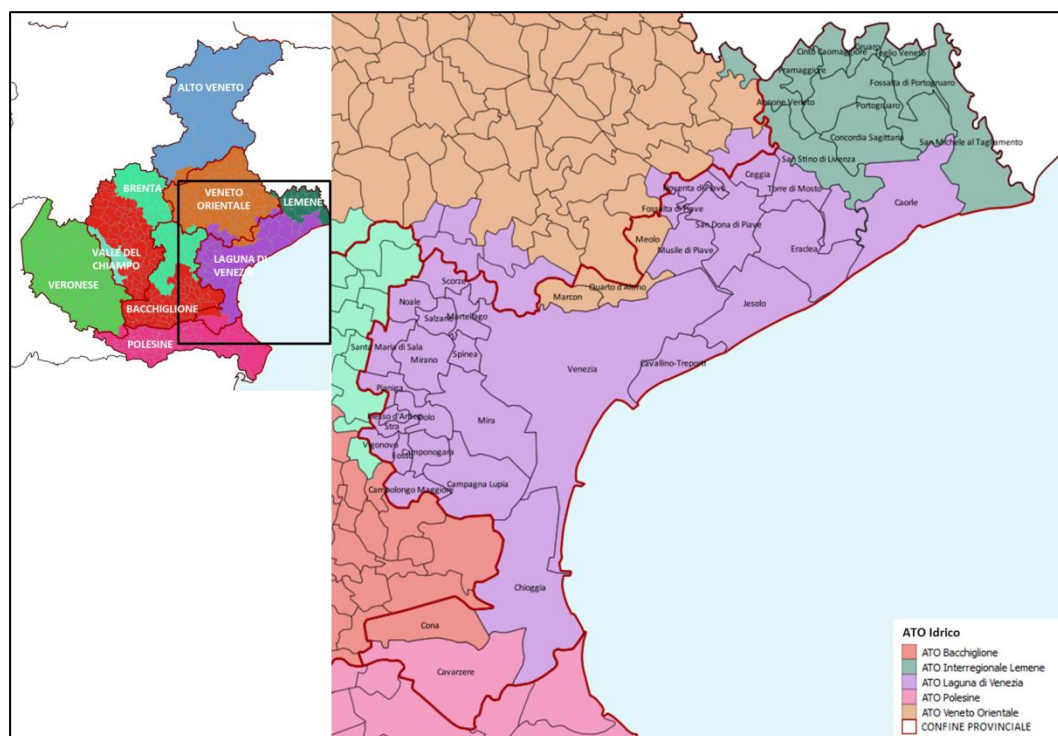 ALTO VENETO
BRENTA
VENETO
ORIENTALE
LEMENE
VALLE DEL
CHIAMPO
LAGUNA DI
VENEZIA
VERONESE
BACCHIGLIONE
POLESINE
Cinto Caomaggiore
Gruaro
Teglio Veneto
Pramaggiore
Fossalta di Portogruaro
Annone Veneto
Portogruaro
Concordia Sagittaria
San Michele al Tagliamento
San Stino di Livenza
Ceggia
Noventa di Piave
Torre di Mosto
Caorle
Fossalta di Piave
San Dona di Piave
Meolo
Musile di Piave
Eraclea
Scorze
Quarto d'Altino
Marcon
Noale
Jesolo
Salzano
Martellago
Santa Maria di Sala
Mirano
Spinea
Venezia
Cavallino-Treporti
Pianiga
Fiesso d'Artico
Dolo
Mira
Stra
Vigonovo
Fosso
Camponogara
Campolongo Maggiore
Campagna Lupia
Chioggia
Cona
Cavarzere
ATO Idrico
ATO Bacchiglione
ATO Interregionale Lemene
ATO Laguna di Venezia
ATO Polesine
ATO Veneto Orientale
CONFINE PROVINCIALE